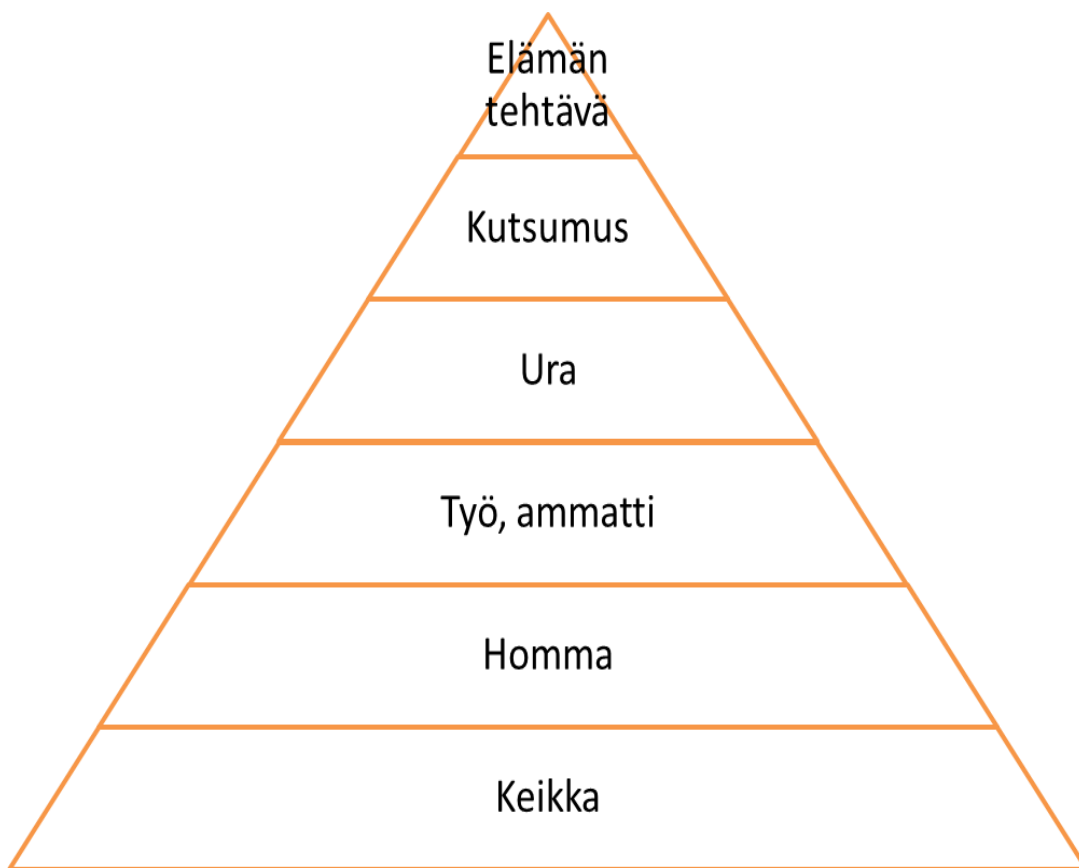 Elämän
tehtävä
Kutsumus
Ura
Työ, ammatti
Homma
Keikka